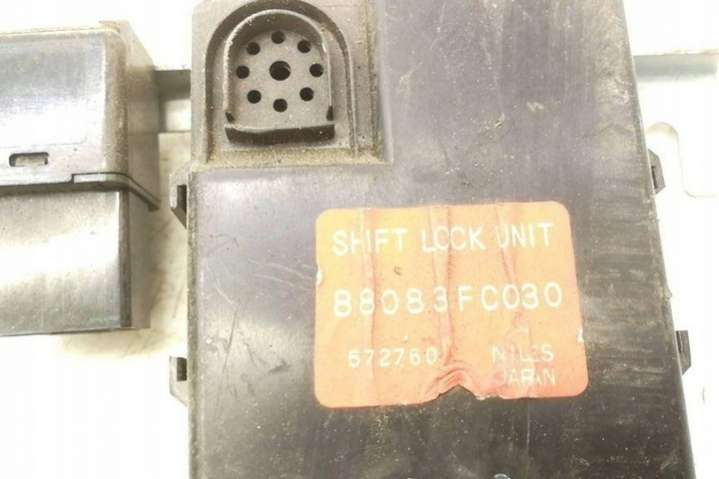 SHIFT LOCK UNIT
88083FC030
572760 NILES
JAPAN